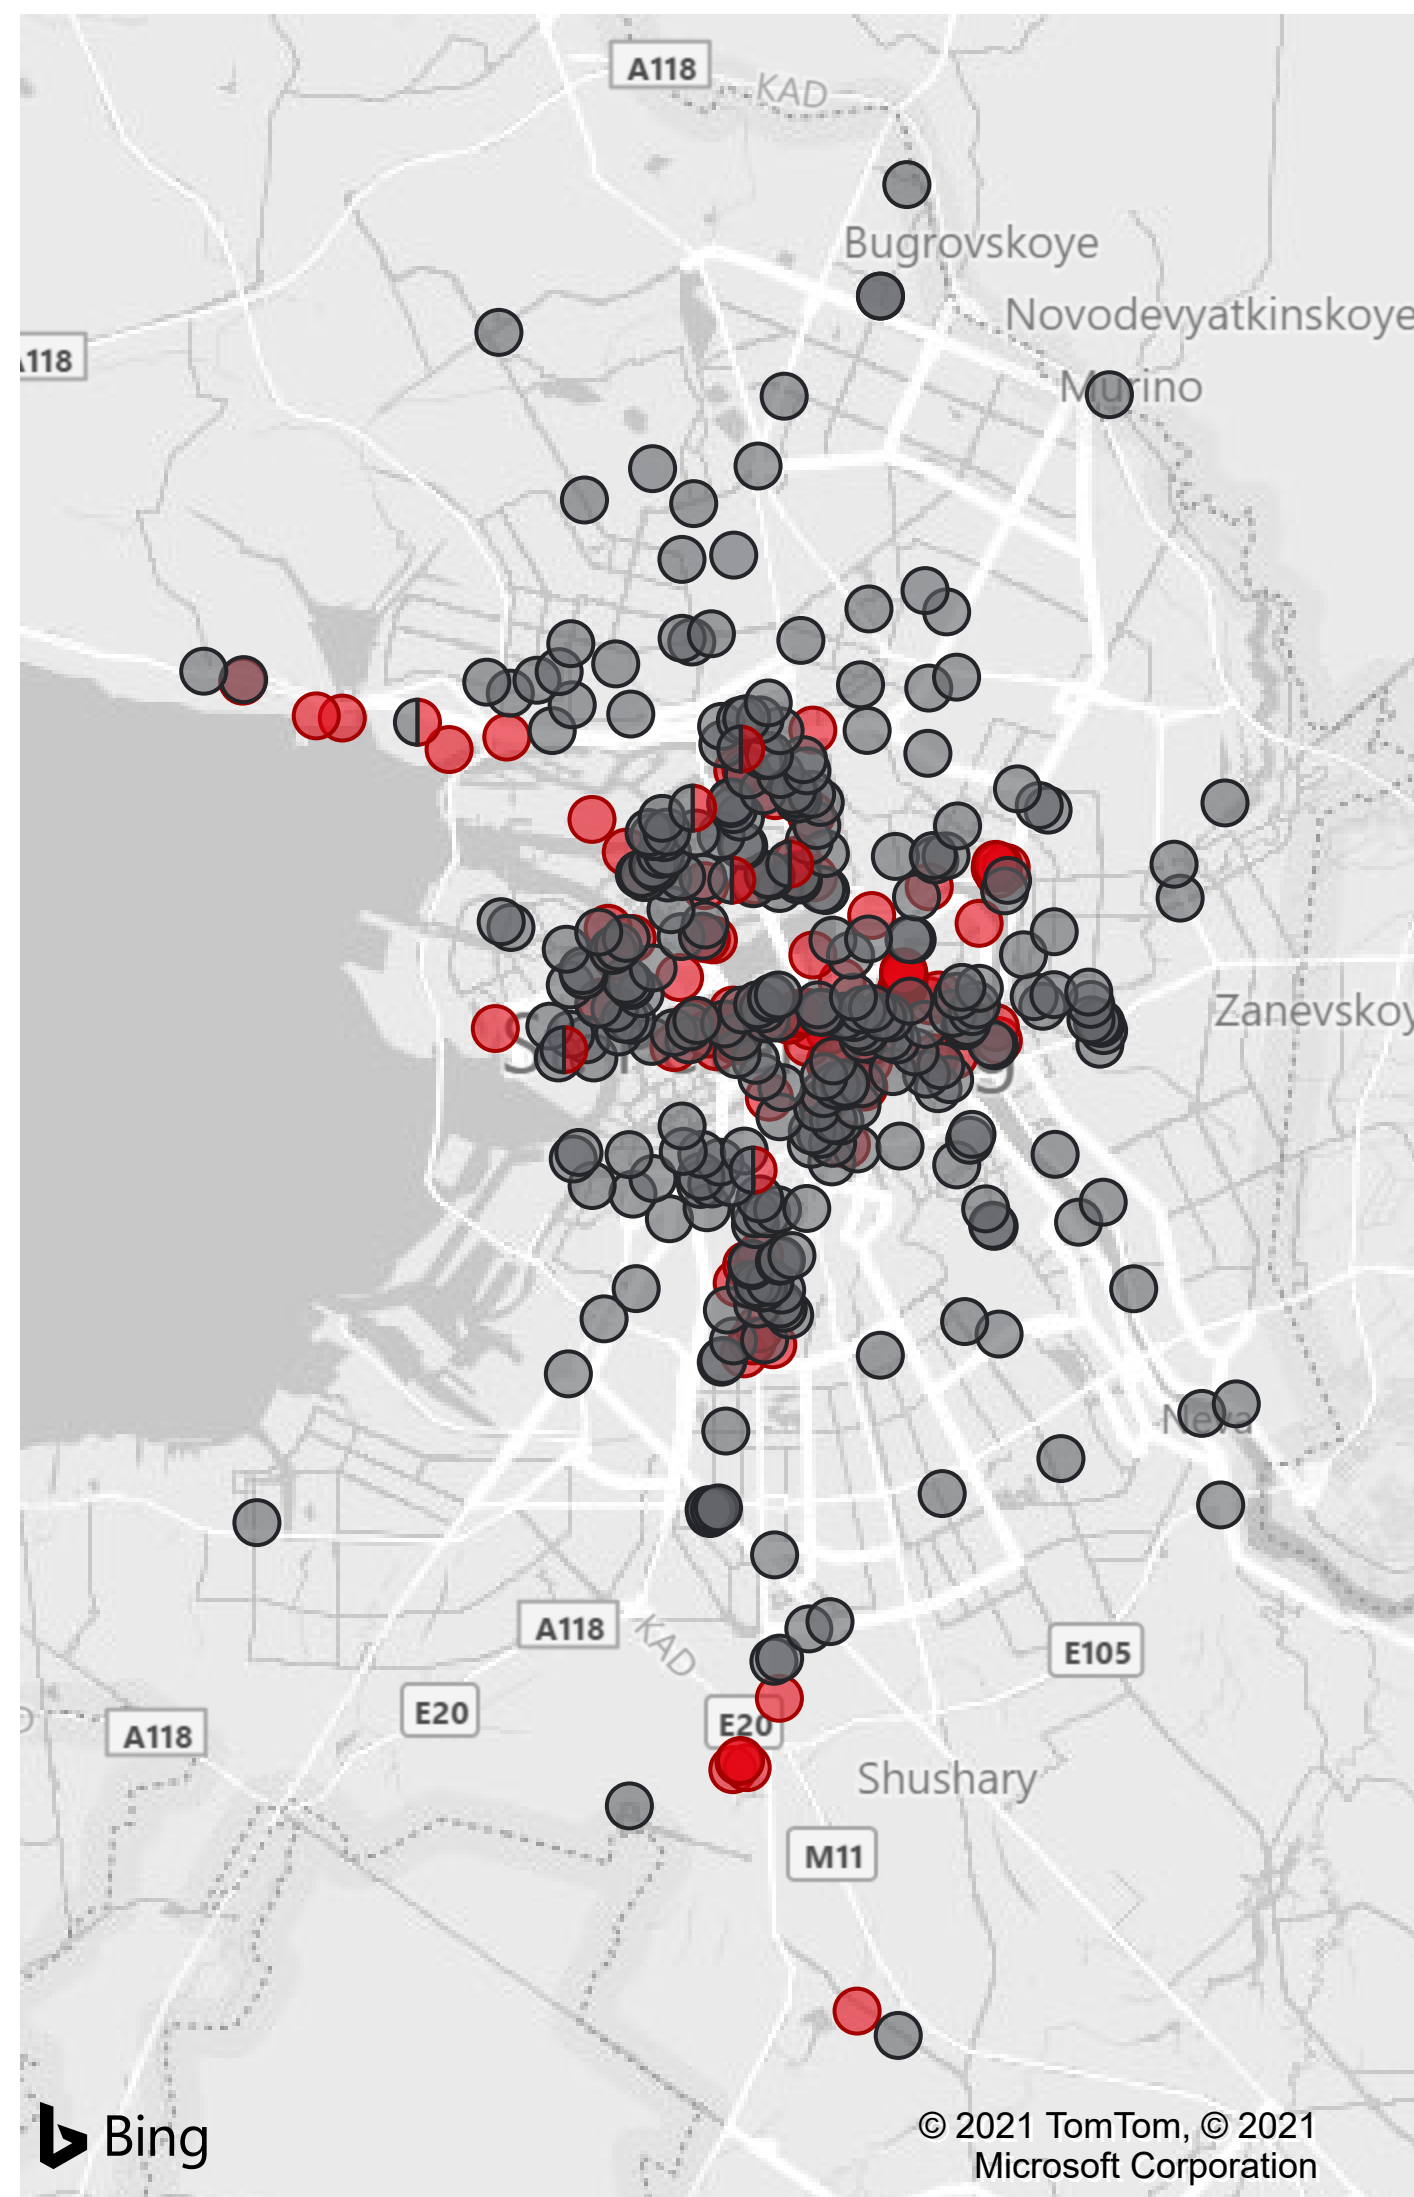 A118
KAD
Bugrovskoye
Novodevyatkinskoye
A118
Murino
Zanevskoy
Neva
A118
KAD
E105
E20
E20
A118
Shushary
M11
Bing
© 2021 TomTom, © 2021
Microsoft Corporation